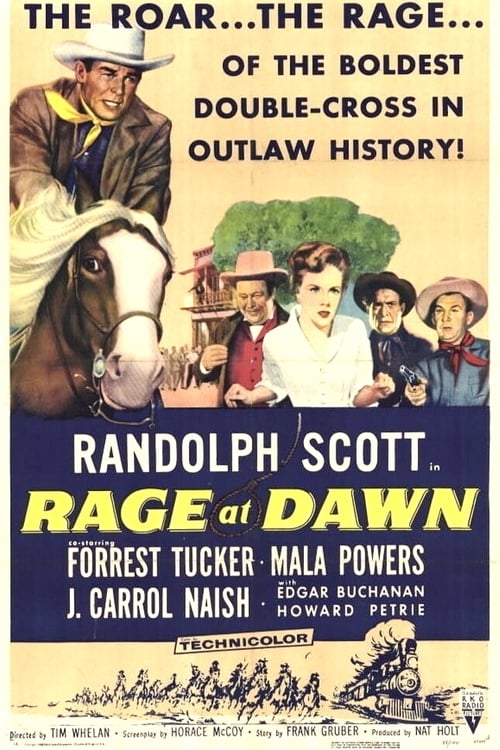 THE ROAR...THE RAGE...
OF THE BOLDEST
DOUBLE-CROSS IN
OUTLAW HISTORY!
RANDOLPH SCOTT in
RAGE at DAWN
co-starring
FORREST TUCKER · MALA POWERS
J. CARROL NAISH · with EDGAR BUCHANAN
HOWARD PETRIE
TECHNICOLOR
RKO
RADIO
Directed by TIM WHELAN · Screenplay by HORACE McCOY · Story by FRANK GRUBER · Produced by NAT HOLT